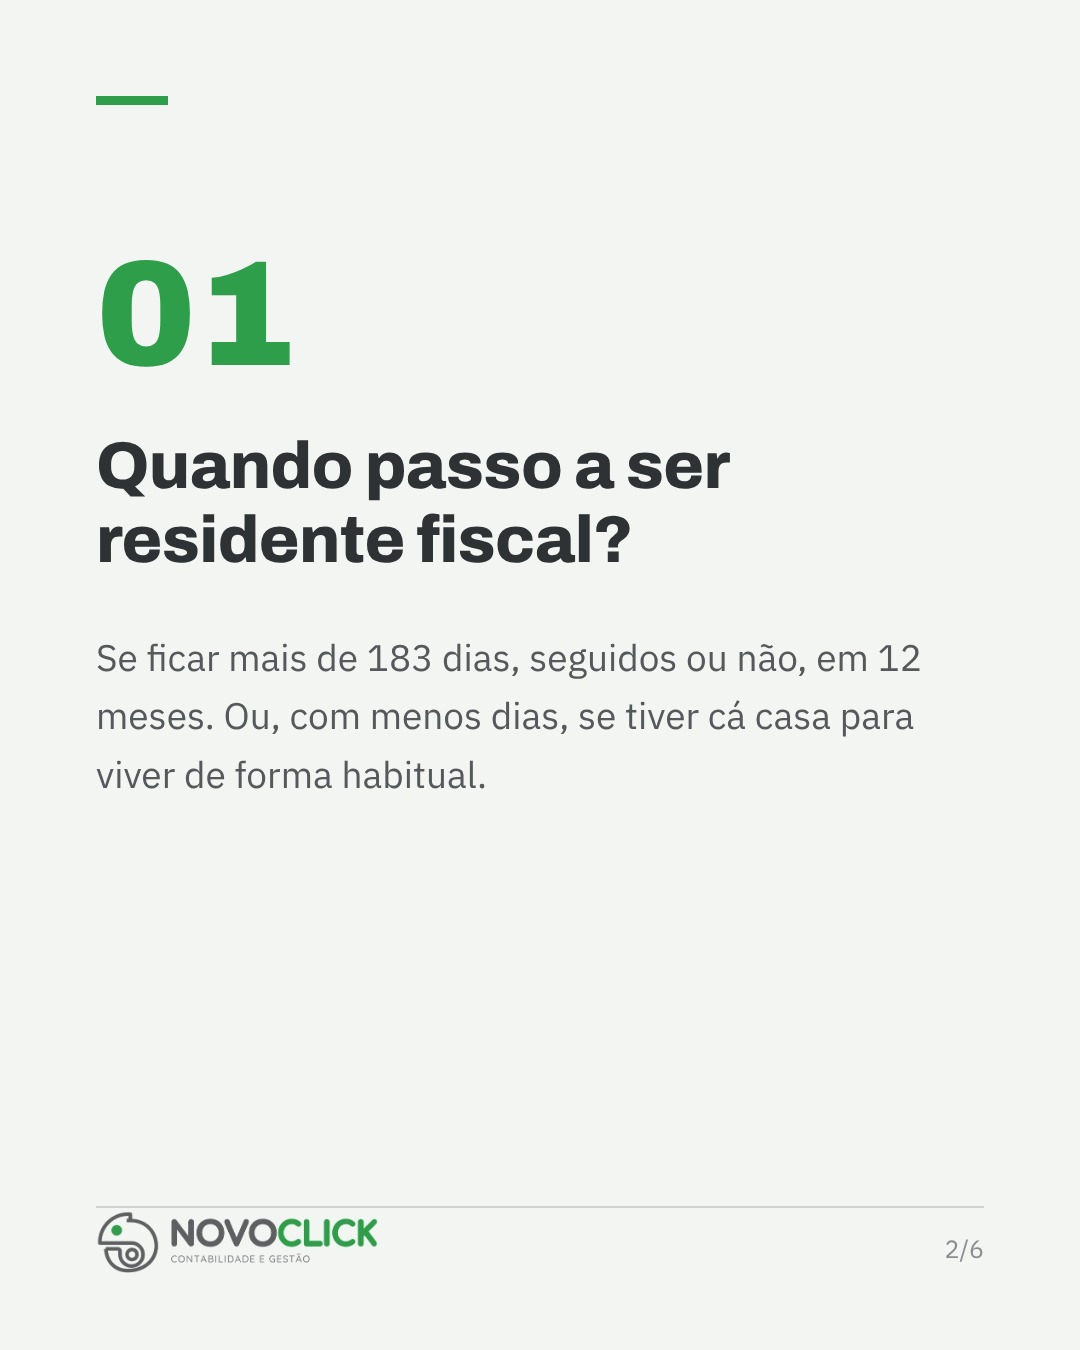 01
Quando passo a ser
residente fiscal?
Se ficar mais de 183 dias, seguidos ou não, em 12
meses. Ou, com menos dias, se tiver cá casa para
viver de forma habitual.
NOVOCLICK
CONTABILIDADE E GESTÃO
2/6